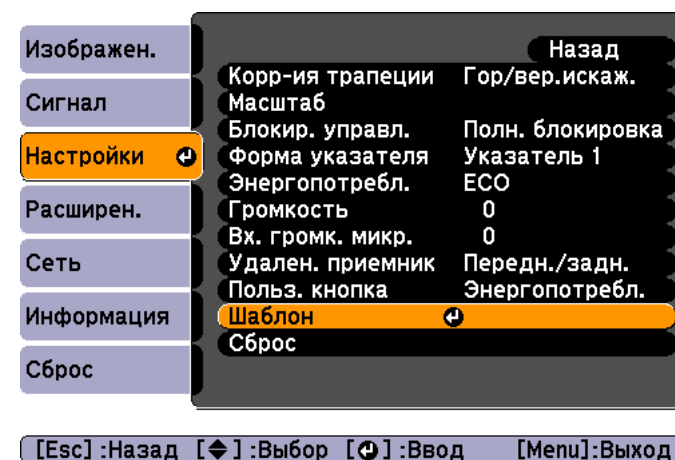 Изображен.
Сигнал
Настройки
Расширен.
Сеть
Информация
Сброс
Назад
Корр-ия трапеции Гор/вер.искаж.
Масштаб
Блокир. управл. Полн. блокировка
Форма указателя Указатель 1
Энергопотребл. ECO
Громкость 0
Вх. громк. микр. 0
Удален. приемник Передн./задн.
Польз. кнопка Энергопотребл.
Шаблон
Сброс
[Esc] :Назад [◆] :Выбор [⏎] :Ввод [Menu]:Выход